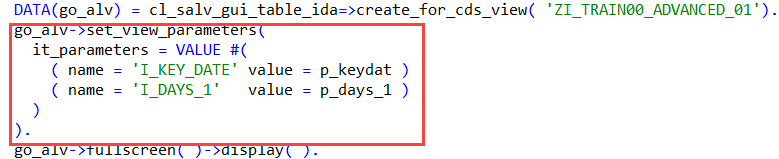 DATA(go_alv) = cl_salv_gui_table_ida=>create_for_cds_view( 'ZI_TRAIN00_ADVANCED_01').
go_alv->set_view_parameters(
it_parameters = VALUE #(
( name = 'I_KEY_DATE' value = p_keydat )
( name = 'I_DAYS_1' value = p_days_1 )
)
).
go_alv->fullscreen( )->display( ).